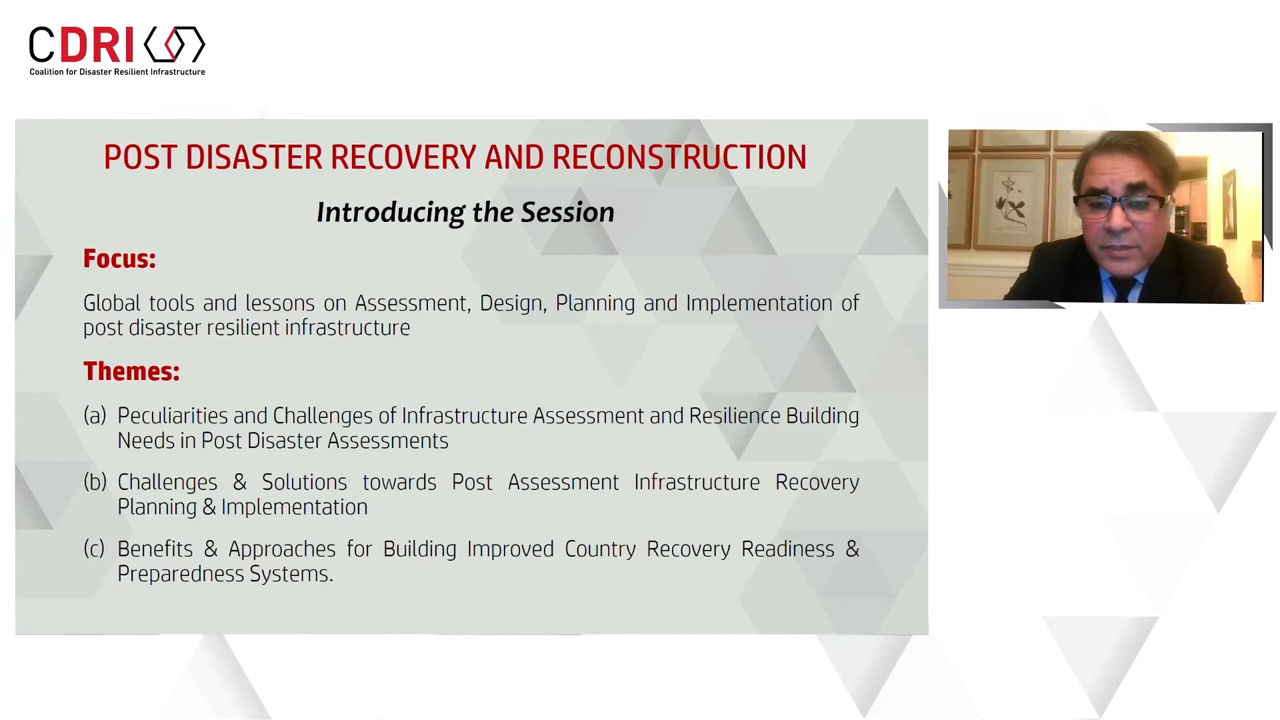 CDRI
Coalition for Disaster Resilient Infrastructure
POST DISASTER RECOVERY AND RECONSTRUCTION
Introducing the Session
Focus:
Global tools and lessons on Assessment, Design, Planning and Implementation of
post disaster resilient infrastructure
Themes:
(a) Peculiarities and Challenges of Infrastructure Assessment and Resilience Building
Needs in Post Disaster Assessments
(b) Challenges & Solutions towards Post Assessment Infrastructure Recovery
Planning & Implementation
(c) Benefits & Approaches for Building Improved Country Recovery Readiness &
Preparedness Systems.